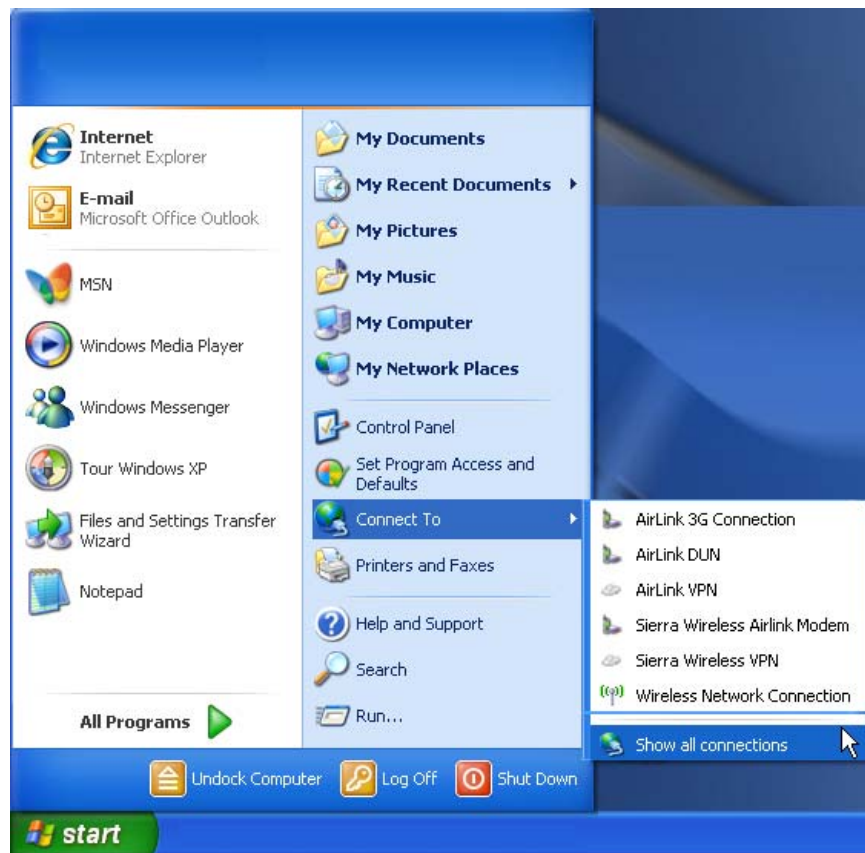 Internet
Internet Explorer
E-mail
Microsoft Office Outlook
MSN
Windows Media Player
Windows Messenger
Tour Windows XP
Files and Settings Transfer
Wizard
Notepad
All Programs
My Documents
My Recent Documents
My Pictures
My Music
My Computer
My Network Places
Control Panel
Set Program Access and
Defaults
Connect To
Printers and Faxes
Help and Support
Search
Run...
AirLink 3G Connection
AirLink DUN
AirLink VPN
Sierra Wireless Airlink Modem
Sierra Wireless VPN
Wireless Network Connection
Show all connections
Undock Computer
Log Off
Shut Down
start